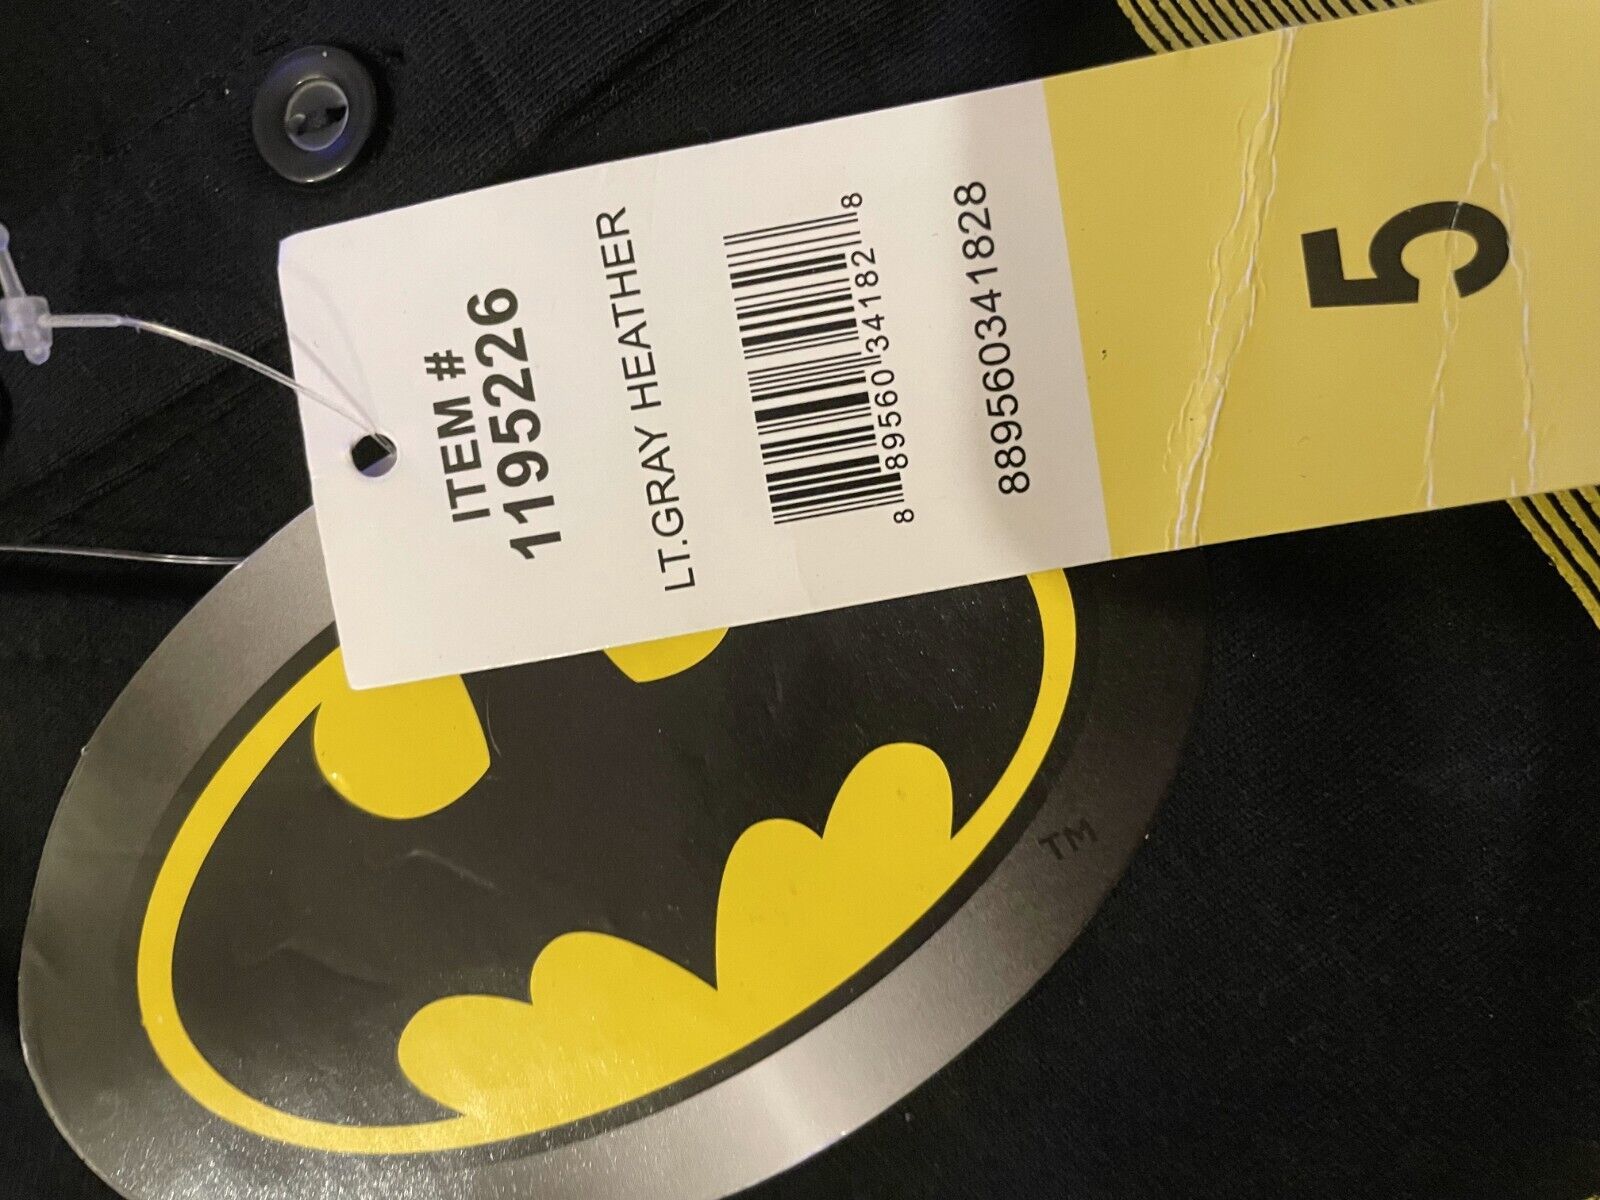 ITEM #
1195226
LT.GRAY HEATHER
8 89560 34182 8
889560341828
5
TM